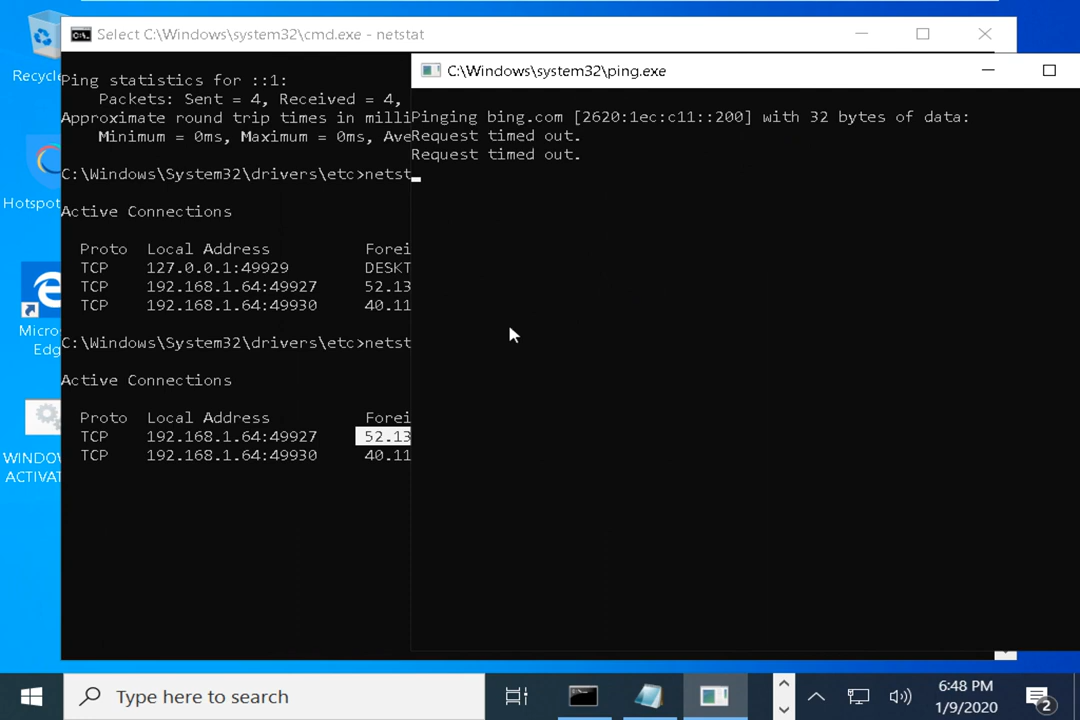 Select C:\Windows\system32\cmd.exe - netstat
Ping statistics for ::1:
Packets: Sent = 4, Received = 4,
Approximate round trip times in milli
Minimum = 0ms, Maximum = 0ms, Ave
C:\Windows\System32\drivers\etc>netst
Active Connections
Proto Local Address Forei
TCP 127.0.0.1:49929 DESKT
TCP 192.168.1.64:49927 52.13
TCP 192.168.1.64:49930 40.11
C:\Windows\System32\drivers\etc>netst
Active Connections
Proto Local Address Forei
TCP 192.168.1.64:49927 52.13
TCP 192.168.1.64:49930 40.11
C:\Windows\system32\ping.exe
Pinging bing.com [2620:1ec:c11::200] with 32 bytes of data:
Request timed out.
Request timed out.
Recycle
Hotspot
Micro
Edg
WINDOW
ACTIVAT
Type here to search
6:48 PM
1/9/2020
2